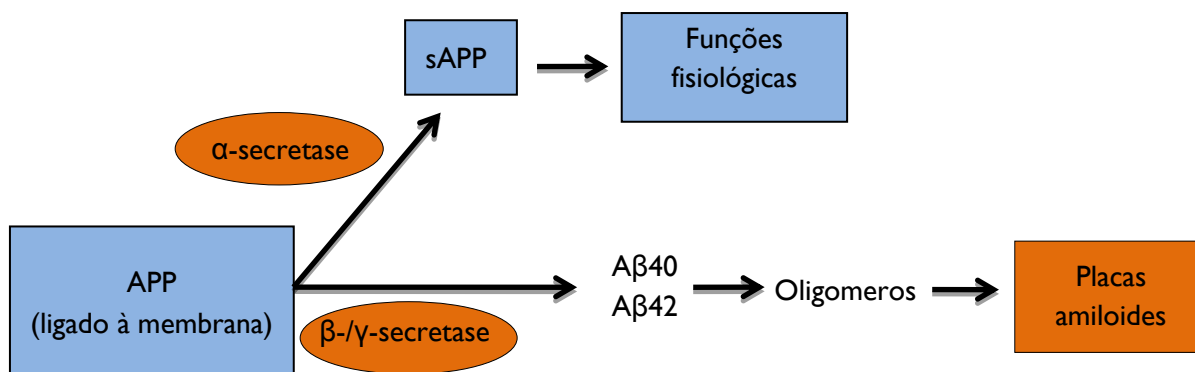 sAPP
Funções
fisiológicas
α-secretase
APP
(ligado à membrana)
β-/γ-secretase
Aβ40
Aβ42
Oligomeros
Placas
amiloides